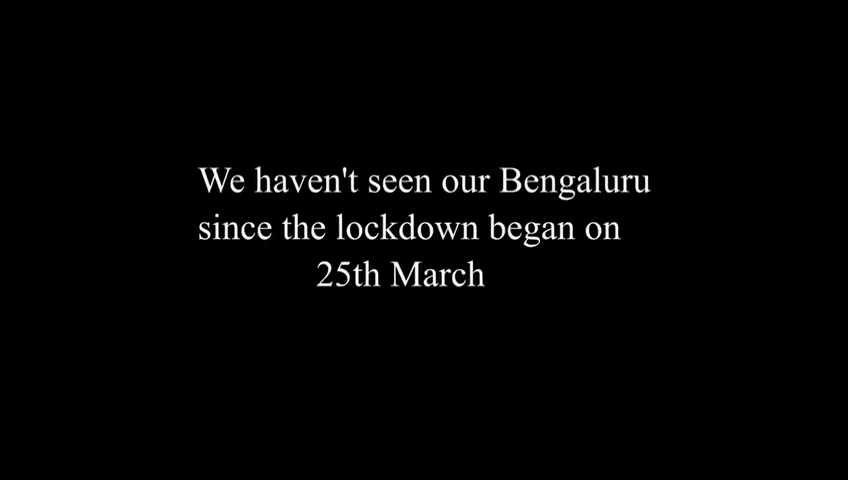 We haven't seen our Bengaluru
since the lockdown began on
25th March